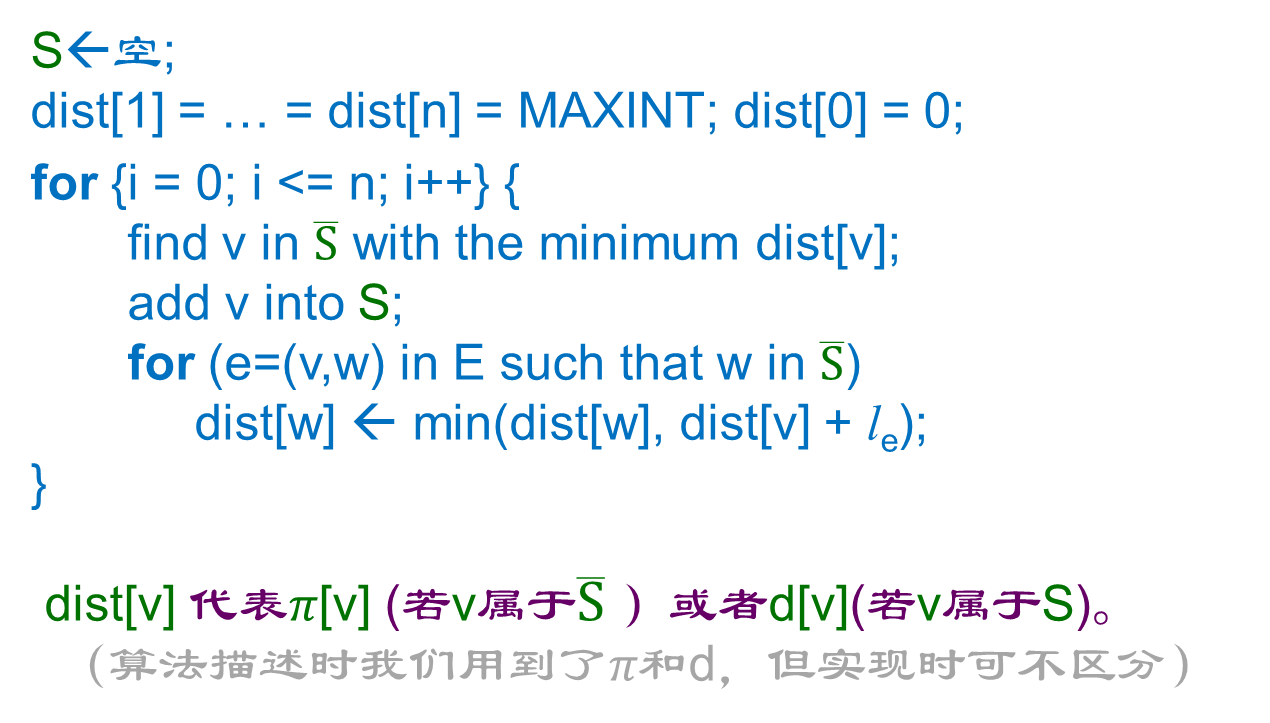 S←空;
dist[1] = … = dist[n] = MAXINT; dist[0] = 0;
for {i = 0; i <= n; i++} {
find v in S̅ with the minimum dist[v];
add v into S;
for (e=(v,w) in E such that w in S̅)
dist[w] ← min(dist[w], dist[v] + lₑ);
}
dist[v] 代表π[v] (若v属于S̅ ）或者d[v](若v属于S)。
（算法描述时我们用到了π和d，但实现时可不区分）